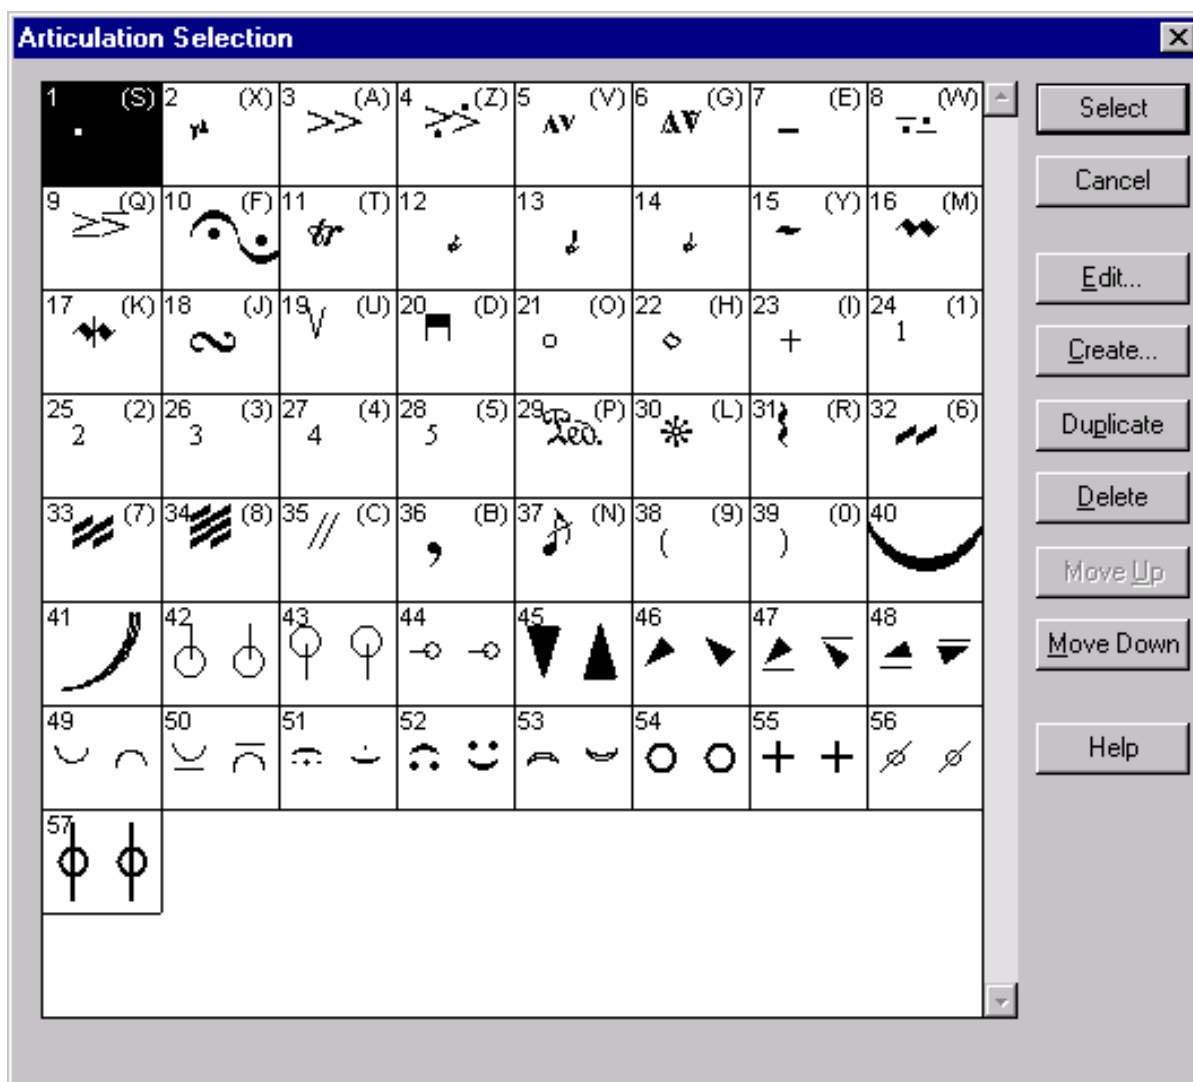 Articulation Selection
1 (S) 2 (X) 3 (A) 4 (Z) 5 (V) 6 (G) 7 (E) 8 (W)
9 (Q) 10 (F) 11 (T) tr 12 13 14 15 (Y) 16 (M)
17 (K) 18 (J) 19 (U) 20 (D) 21 (O) 22 (H) 23 (I) + 24 (1) 1
25 (2) 2 26 (3) 3 27 (4) 4 28 (5) 5 29 (P) Ped. 30 (L) 31 (R) 32 (6)
33 (7) 34 (8) 35 (C) // 36 (B) , 37 (N) 38 (9) ( 39 (0) ) 40
41 42 43 44 45 46 47 48
49 50 51 52 53 54 55 56
57
Select
Cancel
Edit...
Create...
Duplicate
Delete
Move Up
Move Down
Help